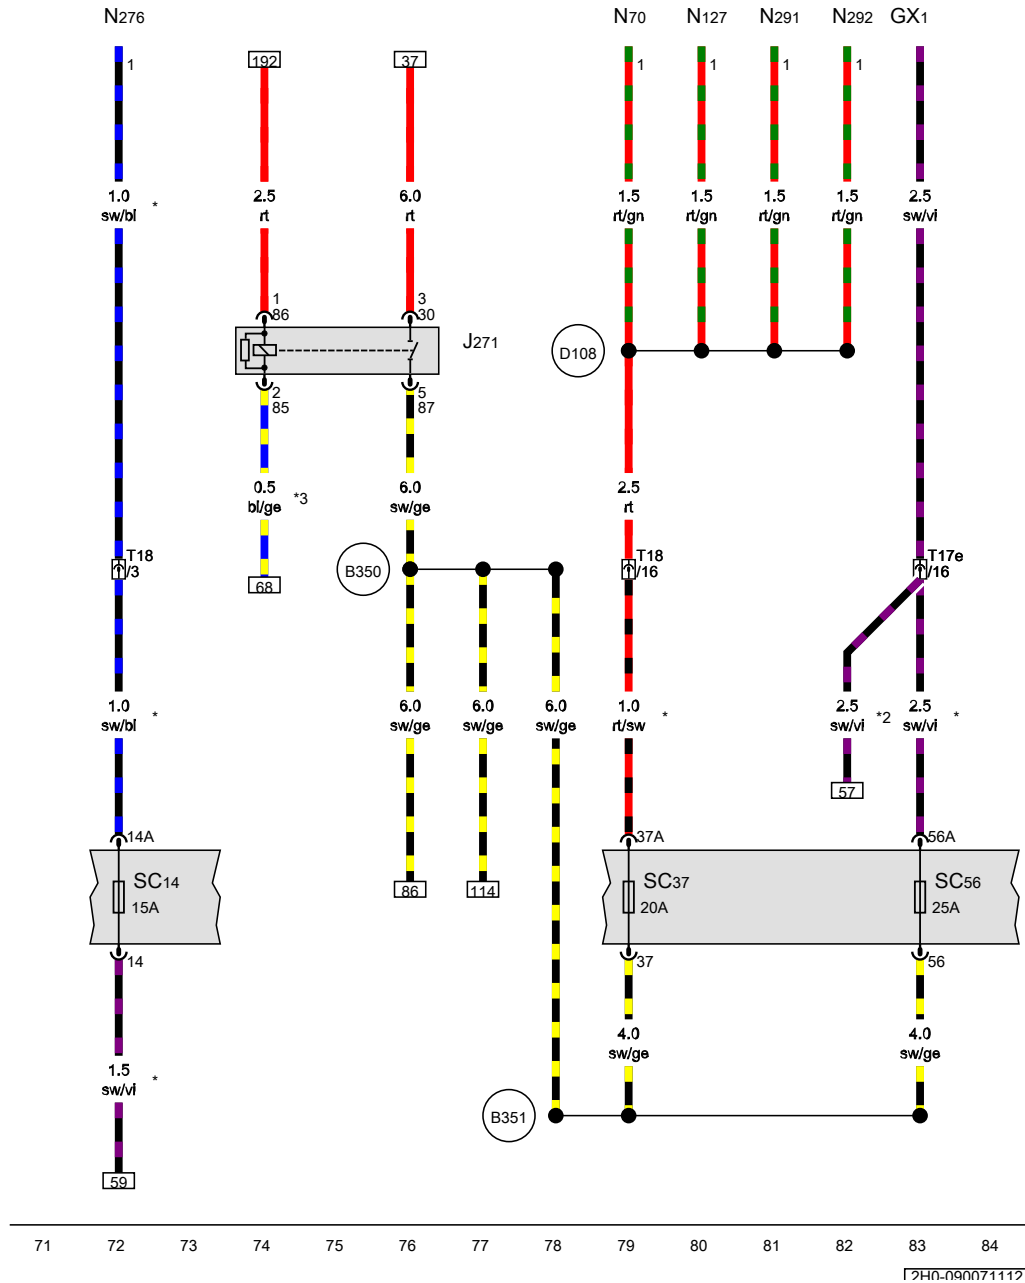 N276 N70 N127 N291 N292 GX1
1 192 37 1 1 1 1
1.0 2.5 6.0 1.5 1.5 1.5 1.5 2.5
sw/bl * rt rt rt/gn rt/gn rt/gn rt/gn sw/vi
1 3
86 30
J271
D108
2 5
85 87
0.5 6.0 2.5
bl/ge *3 sw/ge rt
T18 T18 T17e
/3 /16 /16
B350
68
1.0 6.0 6.0 6.0 1.0 2.5 2.5
sw/bl * sw/ge sw/ge sw/ge rt/sw * sw/vi *2 sw/vi *
57
14A 37A 56A
SC14 86 114 SC37 SC56
15A 20A 25A
14 37 56
4.0 4.0
sw/ge sw/ge
1.5
sw/vi *
B351
59
71 72 73 74 75 76 77 78 79 80 81 82 83 84
2H0-090071112